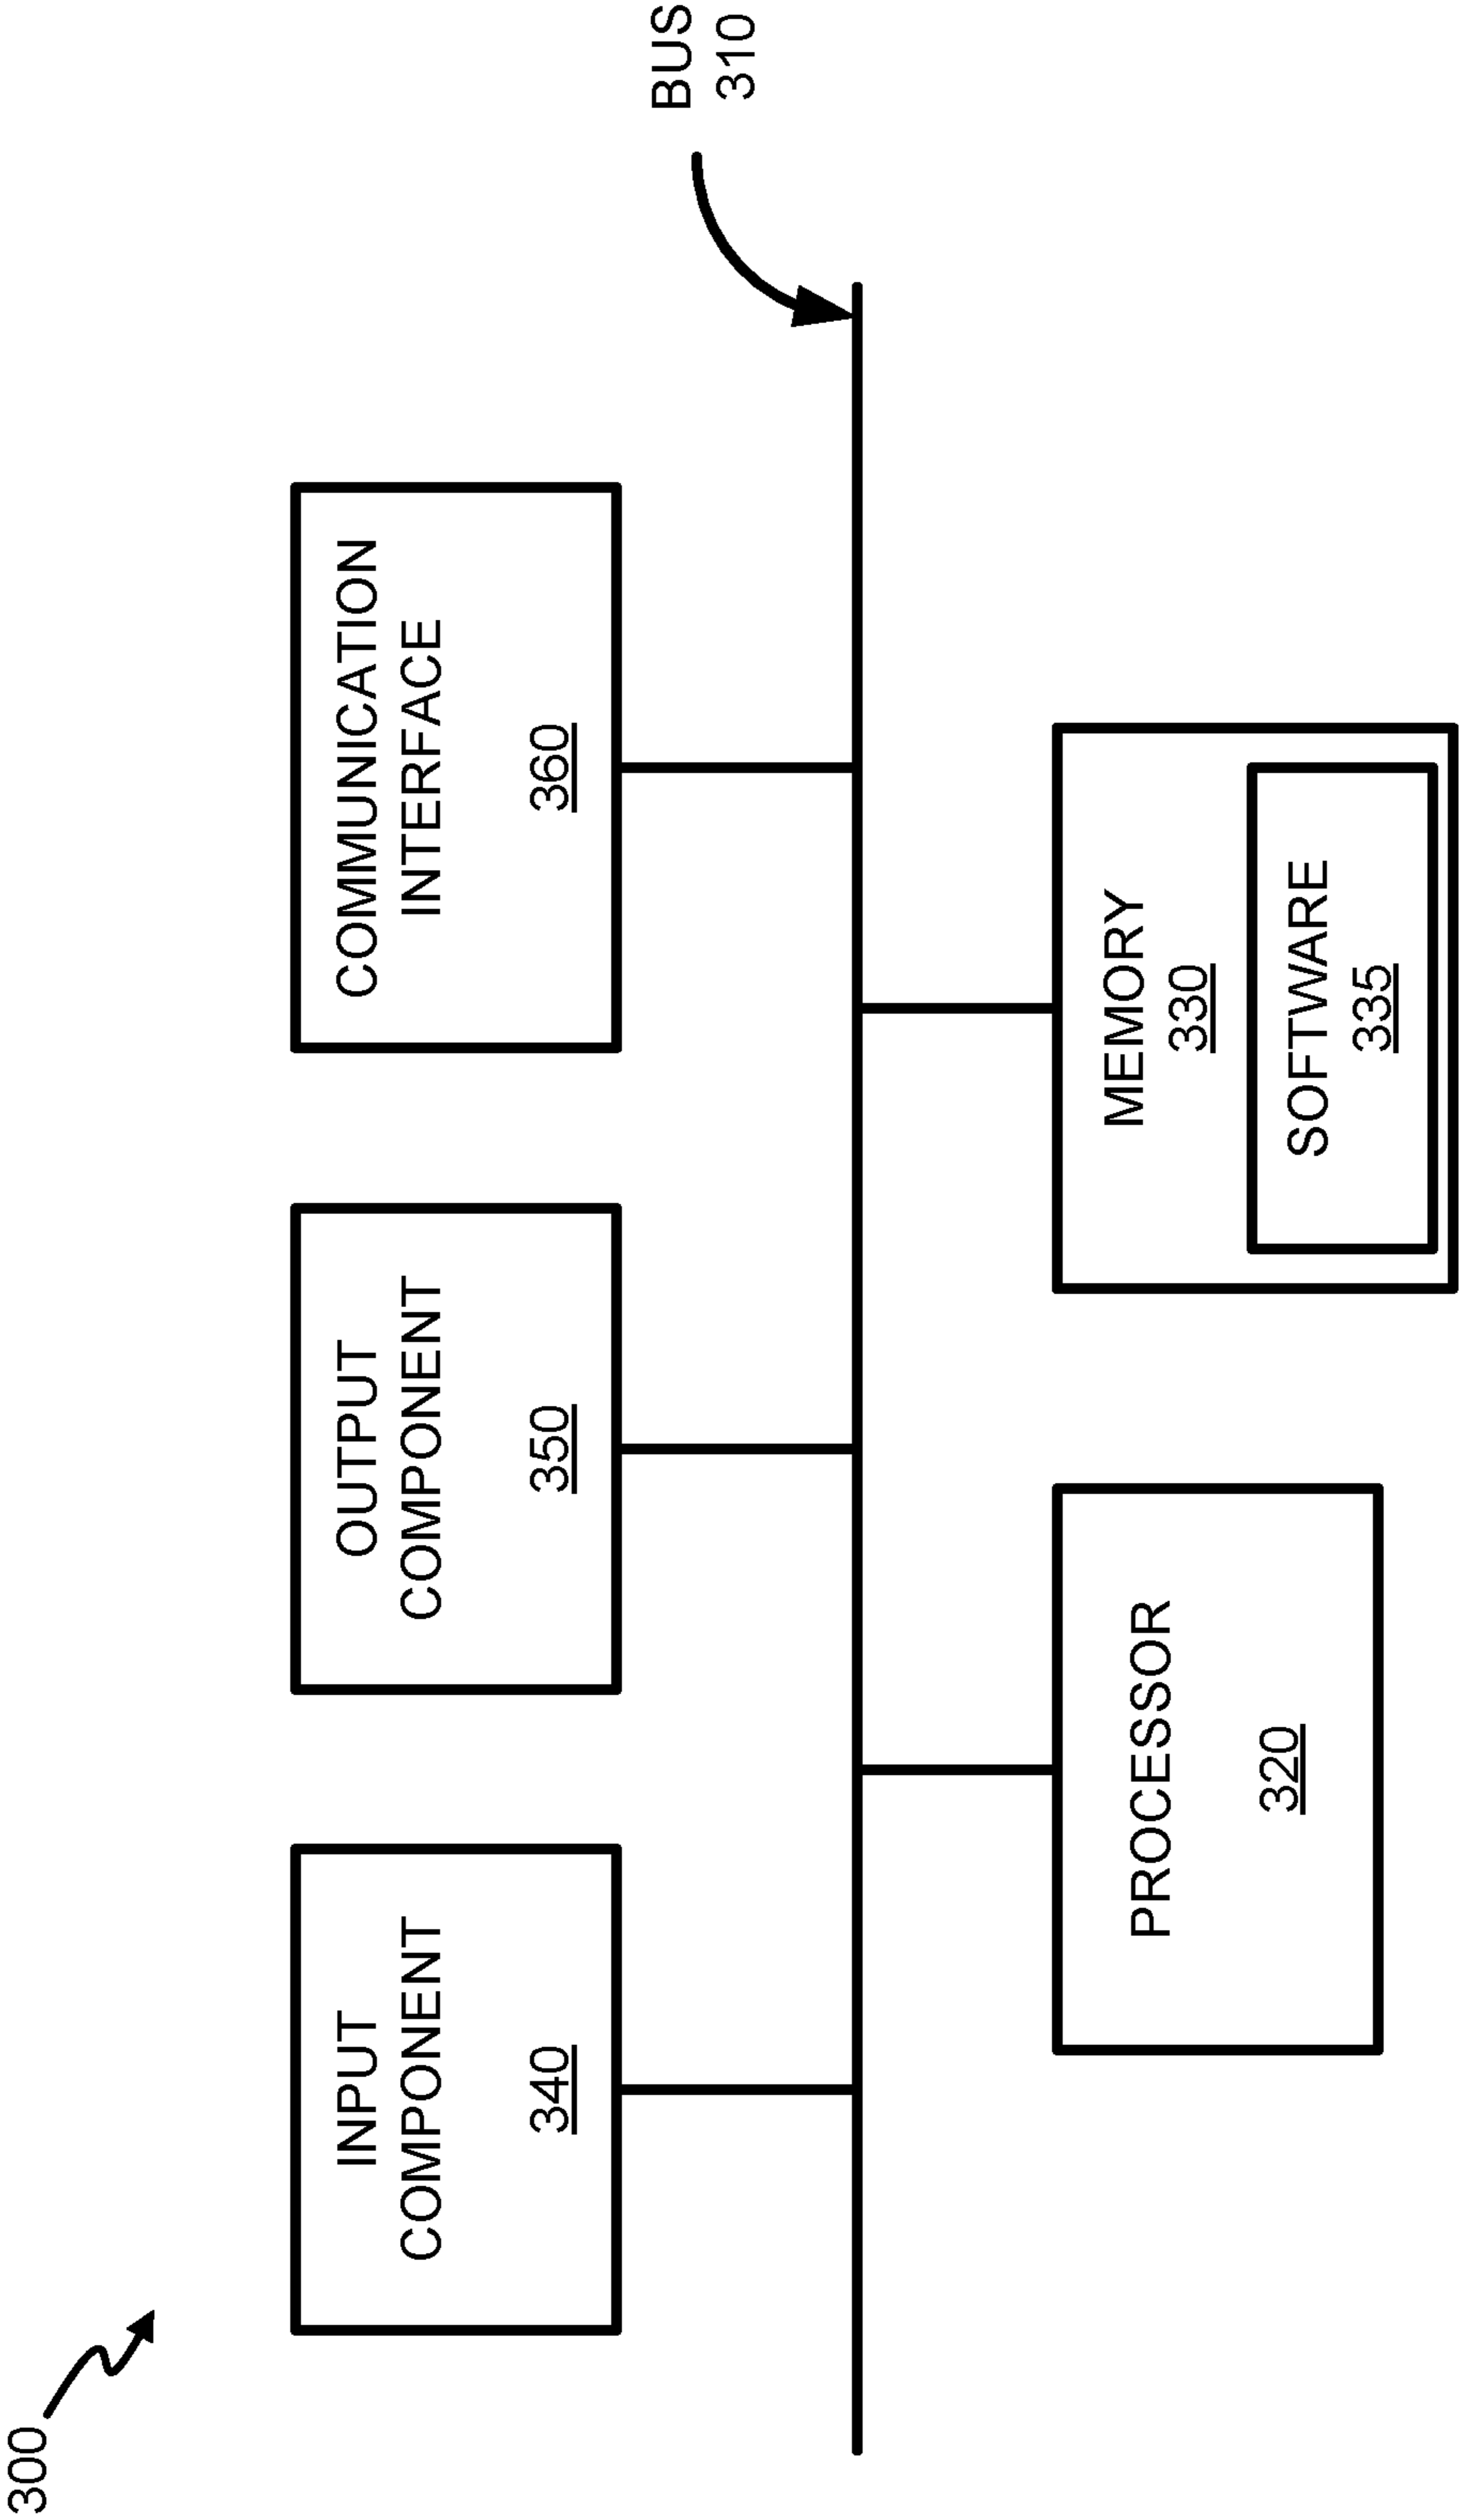 300
INPUT
COMPONENT
340
OUTPUT
COMPONENT
350
COMMUNICATION
INTERFACE
360
BUS
310
PROCESSOR
320
MEMORY
330
SOFTWARE
335